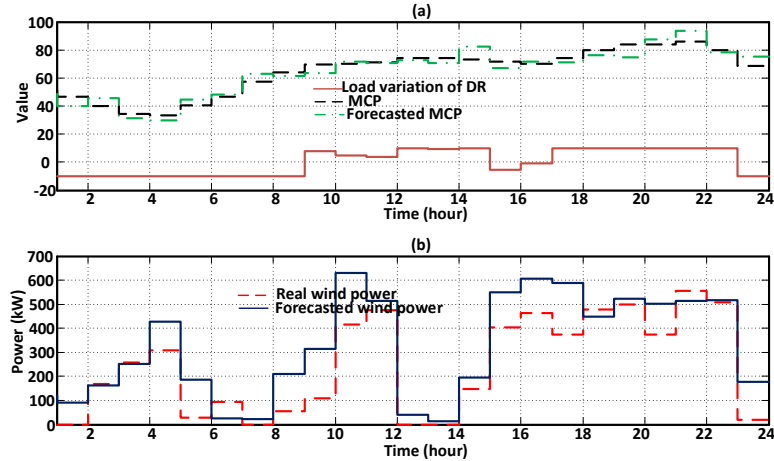 (a)
100
80
60
40
20
0
-20
Value
Load variation of DR
MCP
Forecasted MCP
2 4 6 8 10 12 14 16 18 20 22 24
Time (hour)
(b)
700
600
500
400
300
200
100
0
Power (kW)
Real wind power
Forecasted wind power
2 4 6 8 10 12 14 16 18 20 22 24
Time (hour)